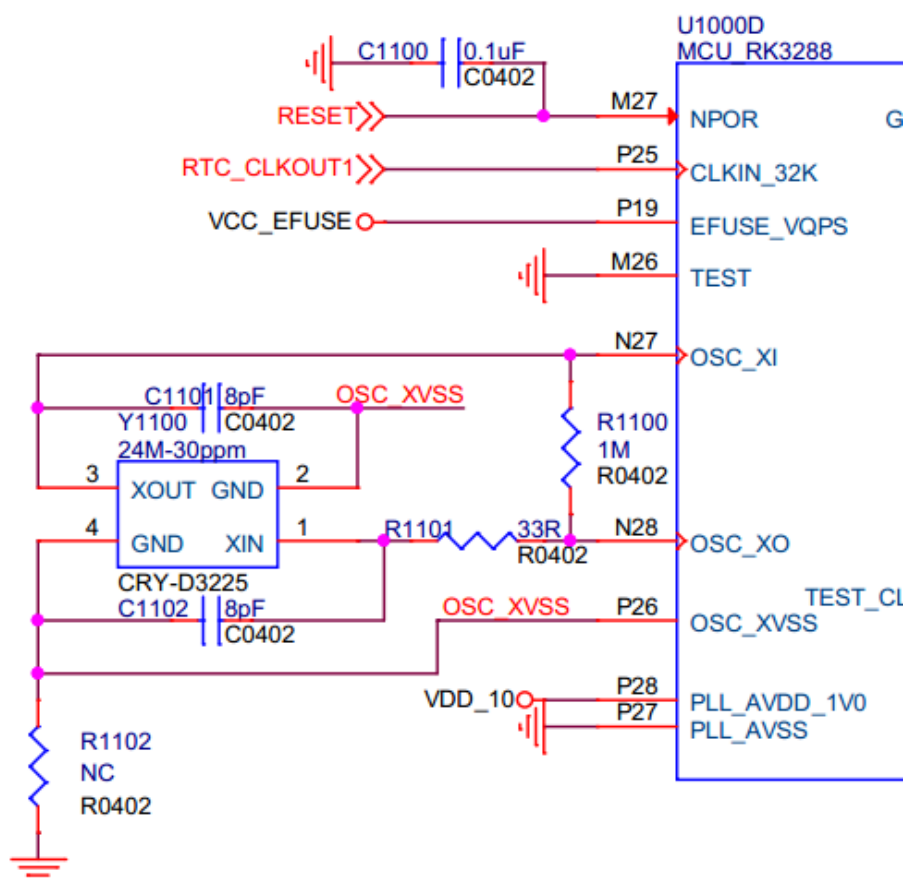 U1000D
MCU_RK3288
C1100 0.1uF
C0402
RESET M27 NPOR G
RTC_CLKOUT1 P25 CLKIN_32K
VCC_EFUSE P19 EFUSE_VQPS
M26 TEST
N27 OSC_XI
C1101 8pF OSC_XVSS
Y1100 C0402
24M-30ppm
R1100
1M
R0402
3 XOUT GND 2
4 GND XIN 1
R1101 33R
R0402
N28 OSC_XO
CRY-D3225
C1102 8pF
C0402
OSC_XVSS P26 OSC_XVSS
TEST_CL
VDD_10 P28 PLL_AVDD_1V0
P27 PLL_AVSS
R1102
NC
R0402